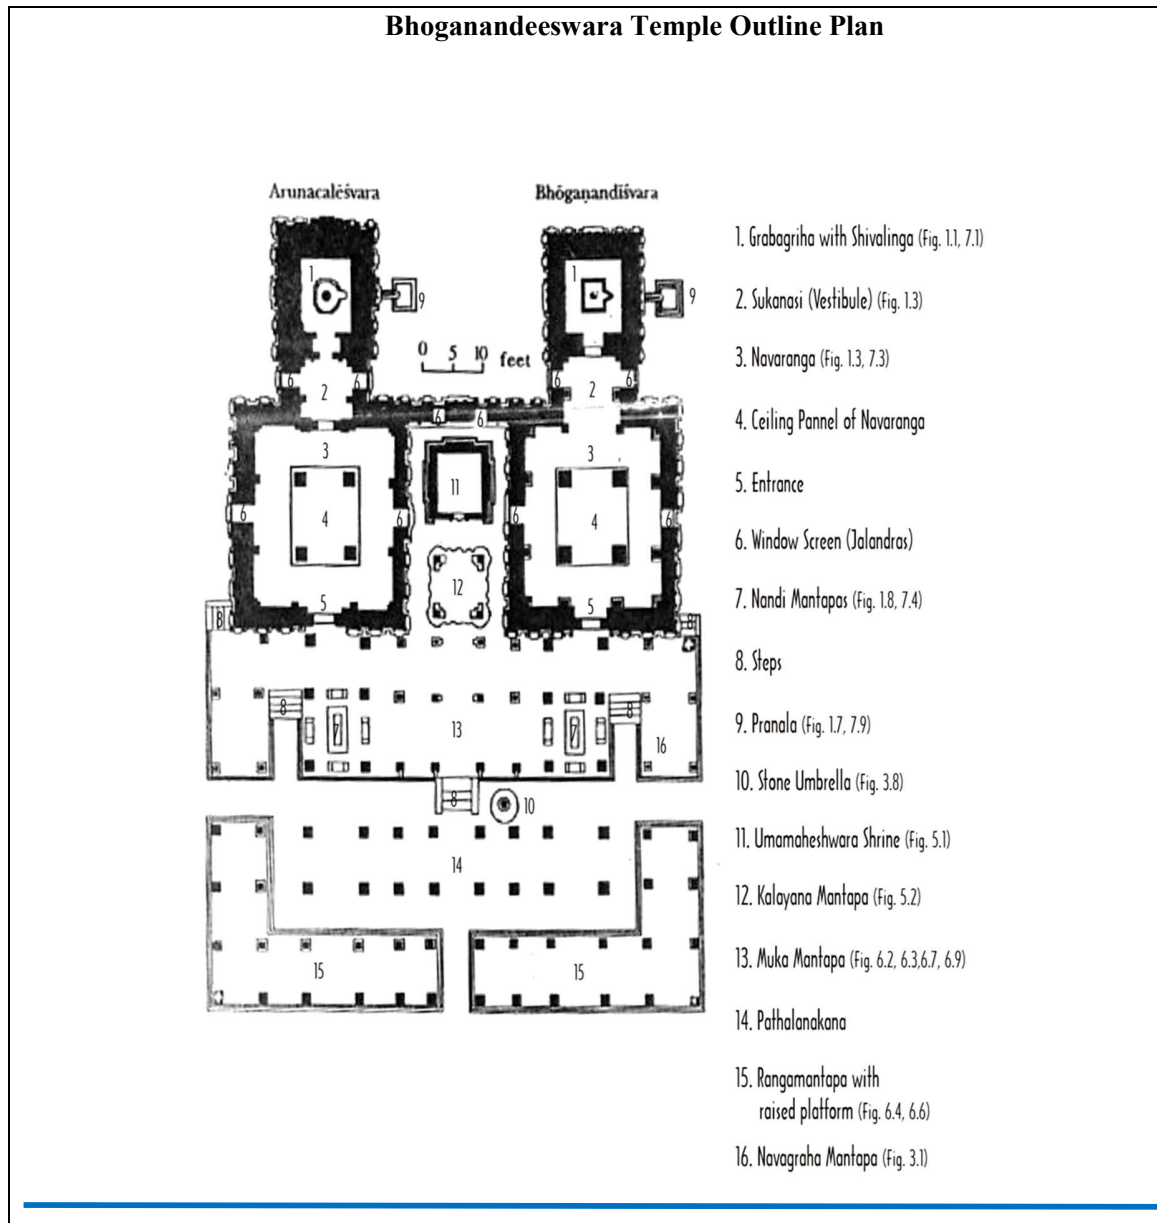 Bhoganandeeswara Temple Outline Plan
Arunacalēśvara
Bhōgaṇandiśvara
1
1
9
9
0 5 10 feet
6
6
6
6
2
2
6
6
3
3
11
4
4
6
6
6
6
12
5
5
8
8
8
8
7
7
13
16
8
10
14
15
15
1. Grabagriha with Shivalinga (Fig. 1.1, 7.1)
2. Sukanasi (Vestibule) (Fig. 1.3)
3. Navaranga (Fig. 1.3, 7.3)
4. Ceiling Pannel of Navaranga
5. Entrance
6. Window Screen (Jalandras)
7. Nandi Mantapas (Fig. 1.8, 7.4)
8. Steps
9. Pranala (Fig. 1.7, 7.9)
10. Stone Umbrella (Fig. 3.8)
11. Umamaheshwara Shrine (Fig. 5.1)
12. Kalayana Mantapa (Fig. 5.2)
13. Muka Mantapa (Fig. 6.2, 6.3,6.7, 6.9)
14. Pathalanakana
15. Rangamantapa with
raised platform (Fig. 6.4, 6.6)
16. Navagraha Mantapa (Fig. 3.1)